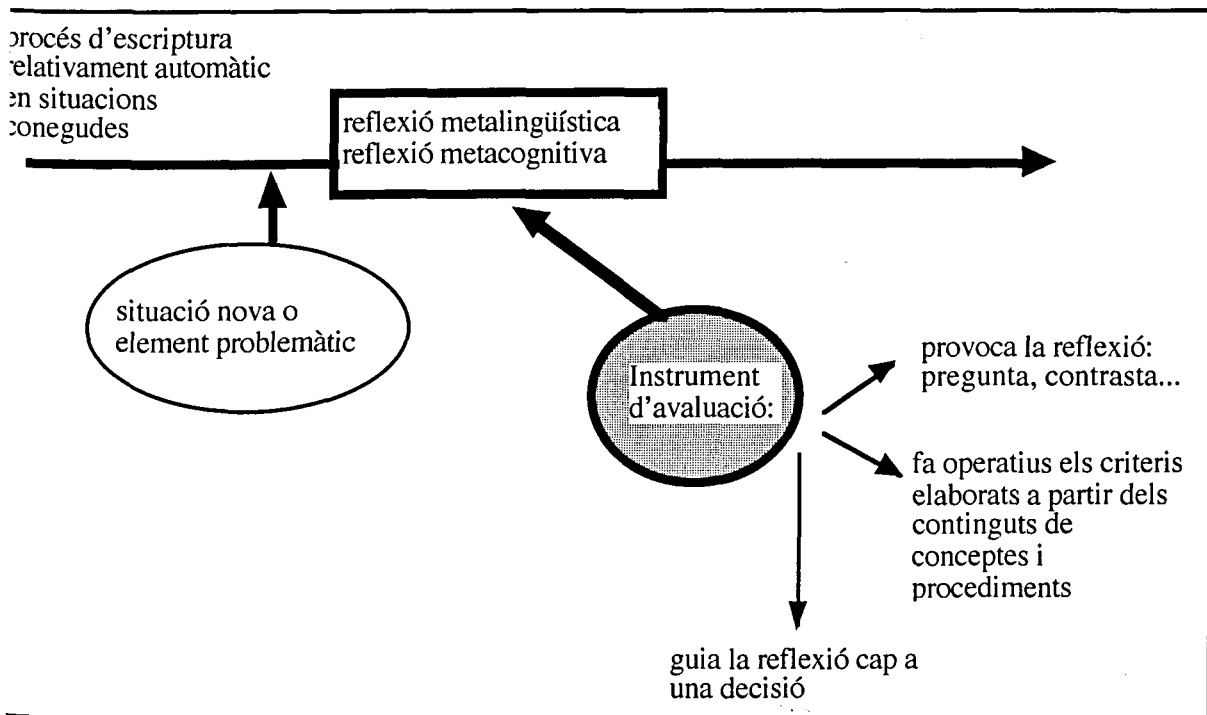 procés d’escriptura
relativament automàtic
en situacions
conegudes
reflexió metalingüística
reflexió metacognitiva
situació nova o
element problemàtic
Instrument
d’avaluació:
provoca la reflexió:
pregunta, contrasta...
fa operatius els criteris
elaborats a partir dels
continguts de
conceptes i
procediments
guia la reflexió cap a
una decisió